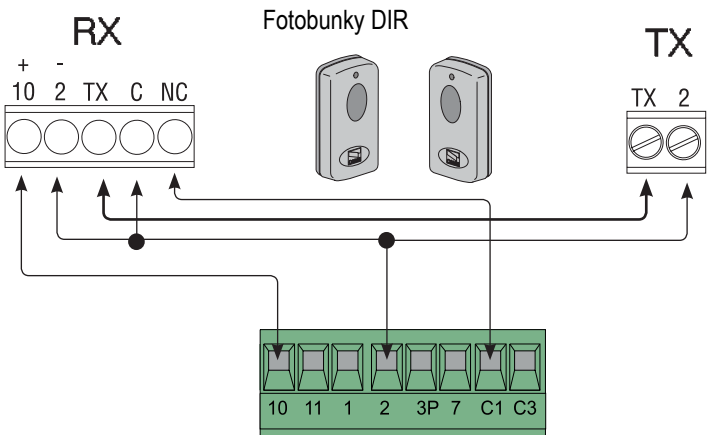 Fotobunky DIR
RX
TX
+ -
10 2 TX C NC
TX 2
10 11 1 2 3P 7 C1 C3